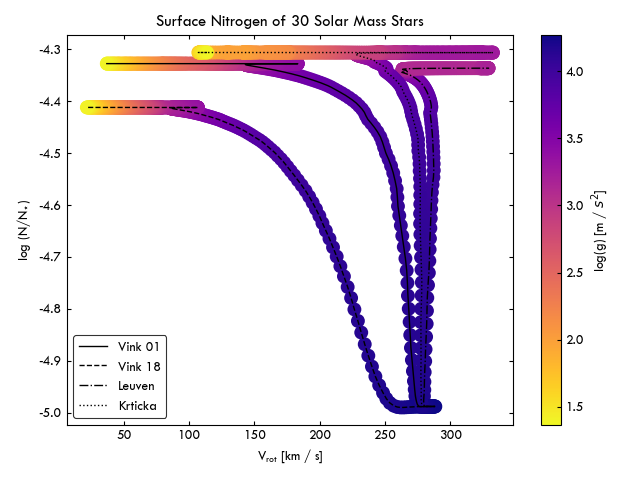 Surface Nitrogen of 30 Solar Mass Stars
-4.3
-4.4
-4.5
-4.6
-4.7
-4.8
-4.9
-5.0
log (N/N⋆)
Vink 01
Vink 18
Leuven
Krticka
50
100
150
200
250
300
V_rot [km / s]
4.0
3.5
3.0
2.5
2.0
1.5
log(g) [m / s²]